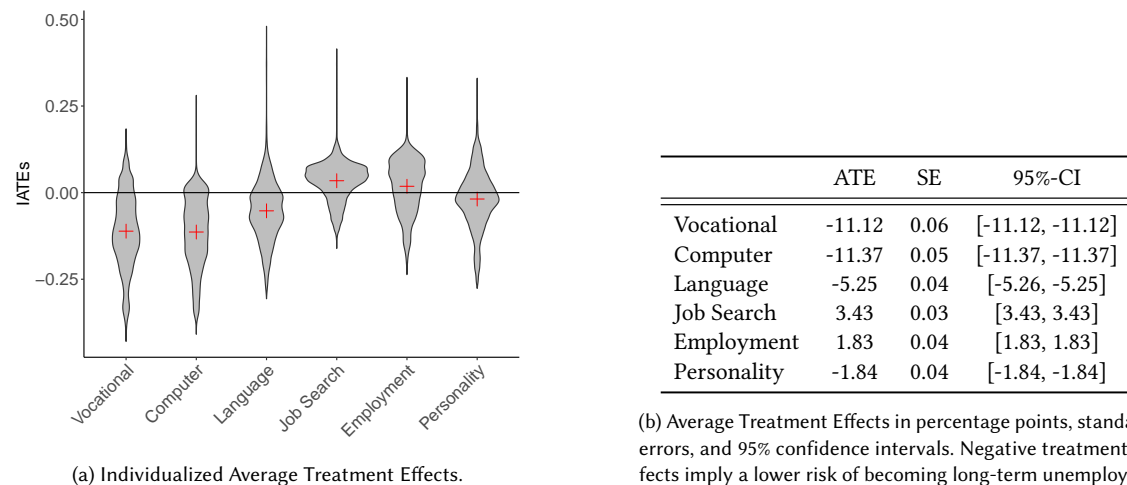 0.50
0.25
0.00
−0.25
IATEs
Vocational
Computer
Language
Job Search
Employment
Personality
(a) Individualized Average Treatment Effects.
ATE SE 95%-CI
Vocational -11.12 0.06 [-11.12, -11.12]
Computer -11.37 0.05 [-11.37, -11.37]
Language -5.25 0.04 [-5.26, -5.25]
Job Search 3.43 0.03 [3.43, 3.43]
Employment 1.83 0.04 [1.83, 1.83]
Personality -1.84 0.04 [-1.84, -1.84]
(b) Average Treatment Effects in percentage points, standa
errors, and 95% confidence intervals. Negative treatment
fects imply a lower risk of becoming long-term unemploy